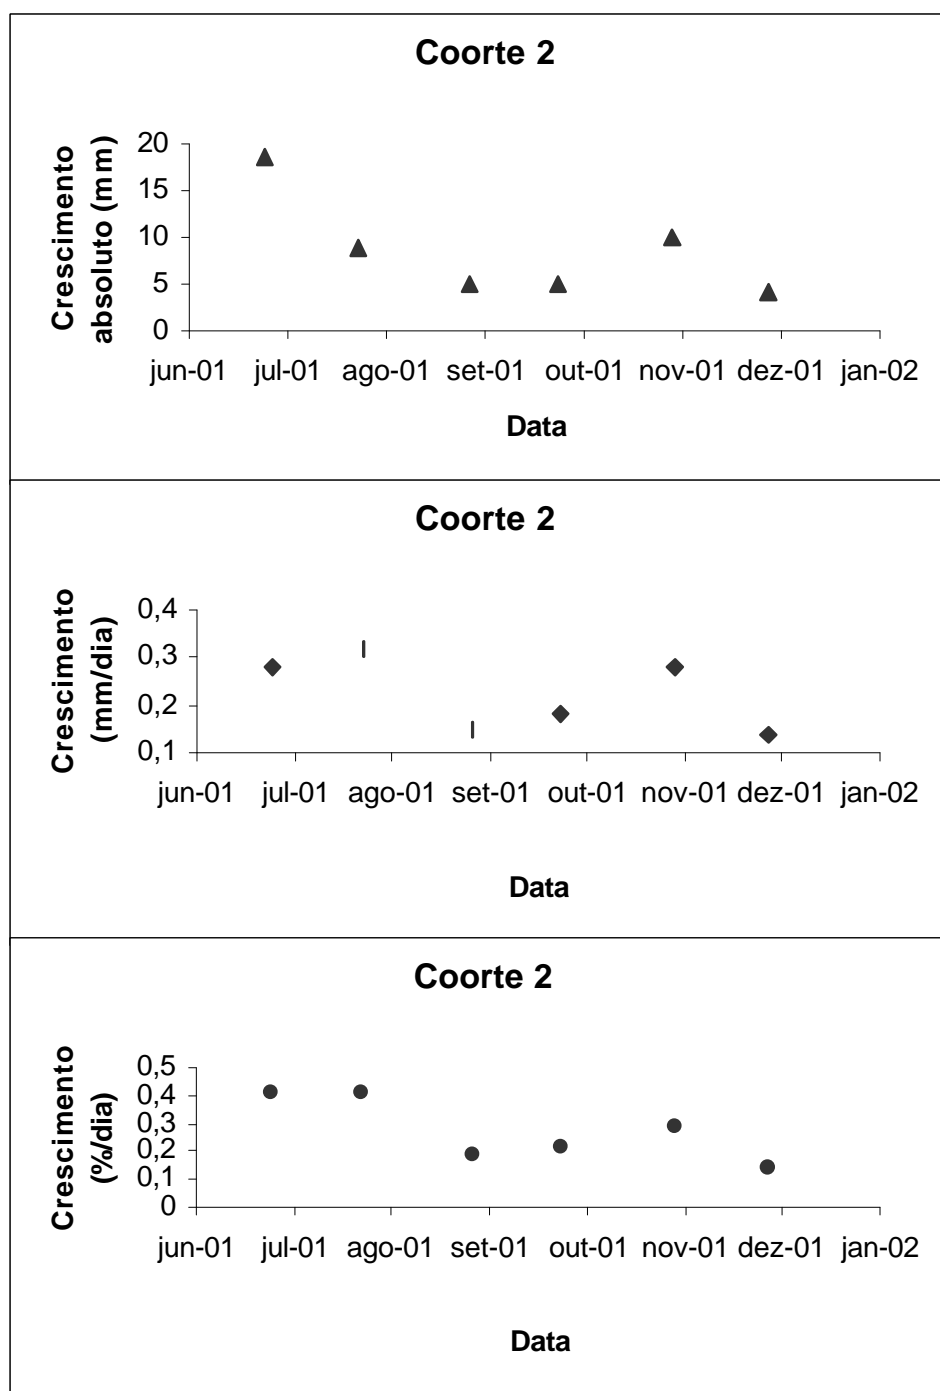 Coorte 2
Crescimento
absoluto (mm)
20
15
10
5
0
jun-01 jul-01 ago-01 set-01 out-01 nov-01 dez-01 jan-02
Data
Coorte 2
Crescimento
(mm/dia)
0,4
0,3
0,2
0,1
jun-01 jul-01 ago-01 set-01 out-01 nov-01 dez-01 jan-02
Data
Coorte 2
Crescimento
(%/dia)
0,5
0,4
0,3
0,2
0,1
0
jun-01 jul-01 ago-01 set-01 out-01 nov-01 dez-01 jan-02
Data